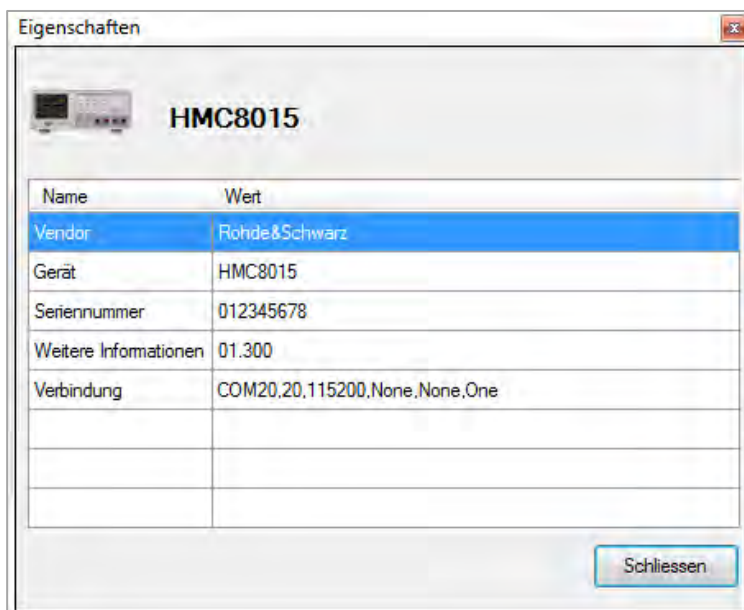 Eigenschaften
HMC8015
Name Wert
Vendor Rohde&Schwarz
Gerät HMC8015
Seriennummer 012345678
Weitere Informationen 01.300
Verbindung COM20,20,115200,None,None,One
Schliessen